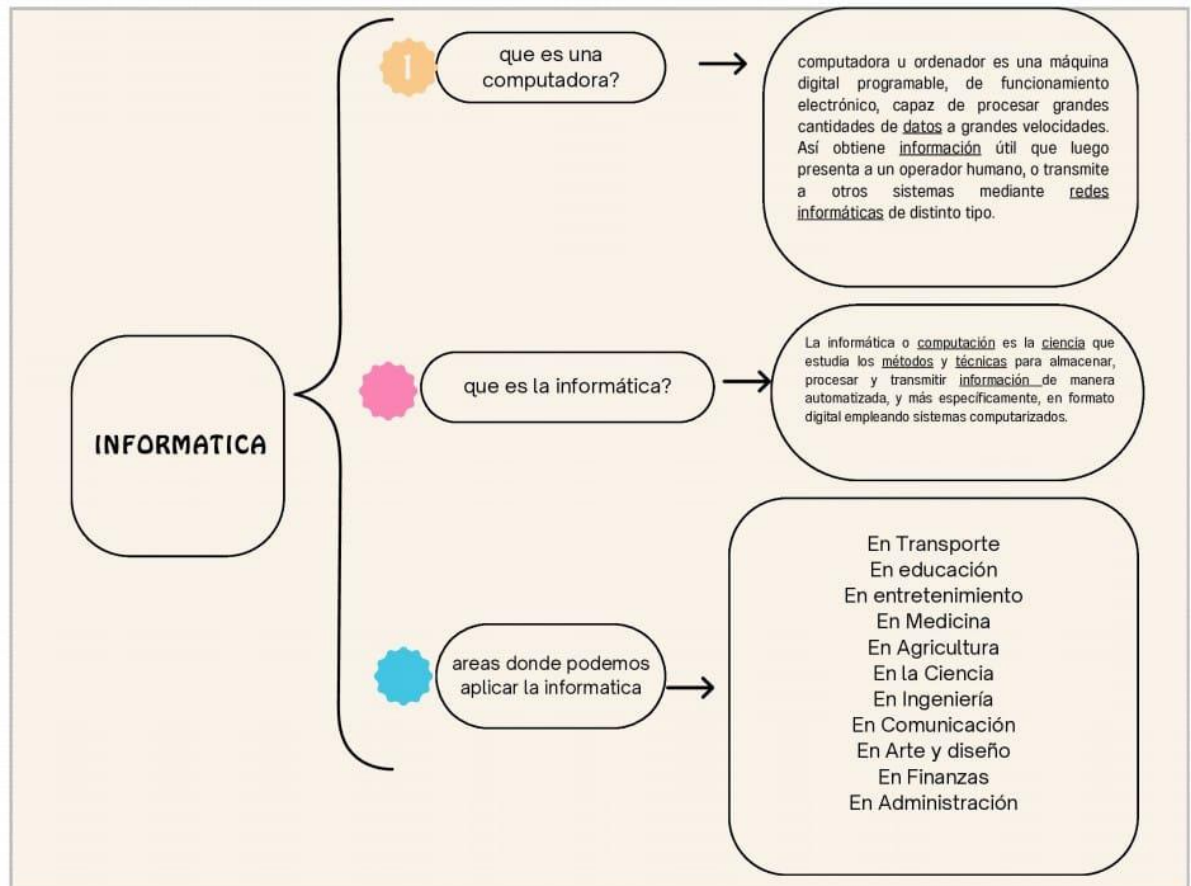 INFORMATICA
1
que es una
computadora?
computadora u ordenador es una máquina
digital programable, de funcionamiento
electrónico, capaz de procesar grandes
cantidades de datos a grandes velocidades.
Así obtiene información útil que luego
presenta a un operador humano, o transmite
a otros sistemas mediante redes
informáticas de distinto tipo.
que es la informática?
La informática o computación es la ciencia que
estudia los métodos y técnicas para almacenar,
procesar y transmitir información de manera
automatizada, y más específicamente, en formato
digital empleando sistemas computarizados.
areas donde podemos
aplicar la informatica
En Transporte
En educación
En entretenimiento
En Medicina
En Agricultura
En la Ciencia
En Ingeniería
En Comunicación
En Arte y diseño
En Finanzas
En Administración